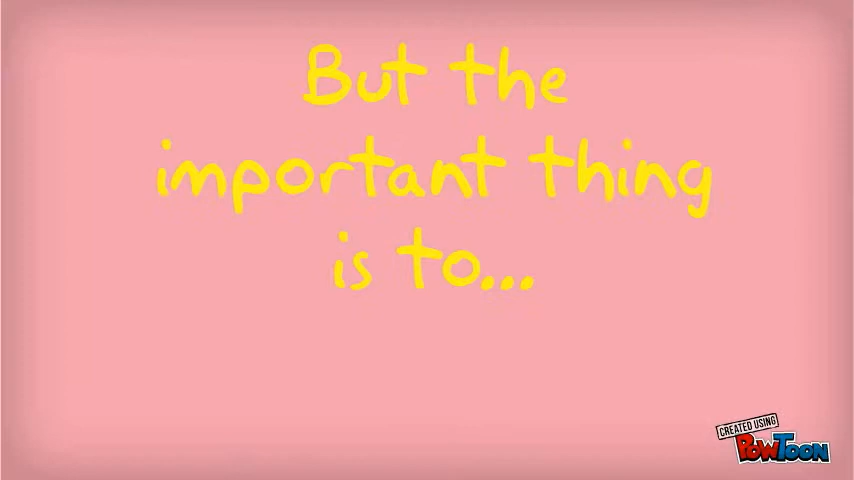 But the
important thing
is to...
CREATED USING
POWTOON